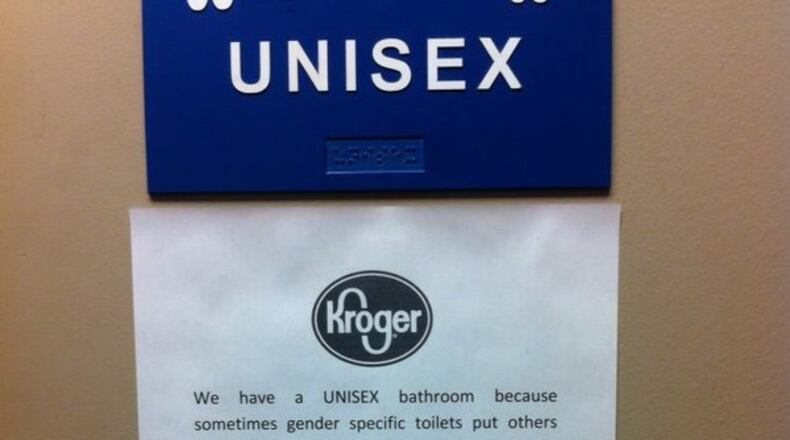 UNISEX
Kroger
We have a UNISEX bathroom because
sometimes gender specific toilets put others